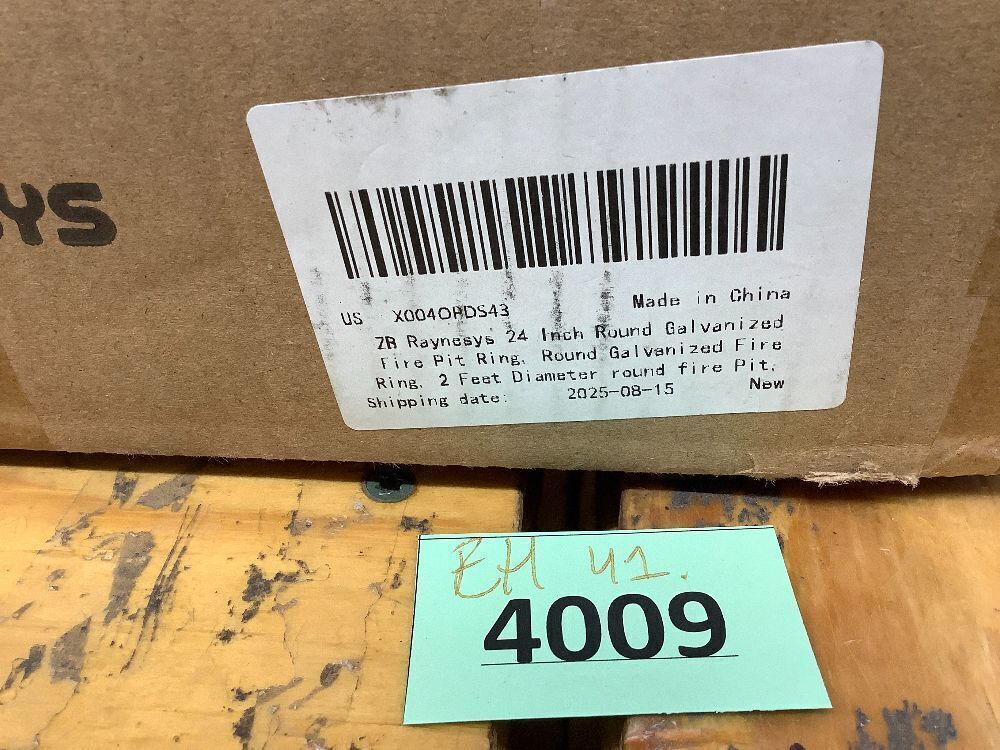 YS
US X004OPDS43 Made in China
ZR Raynesys 24 Inch Round Galvanized
Fire Pit Ring, Round Galvanized Fire
Ring, 2 Feet Diameter round fire Pit,
Shipping date: 2025-08-15 New
EH 41.
4009